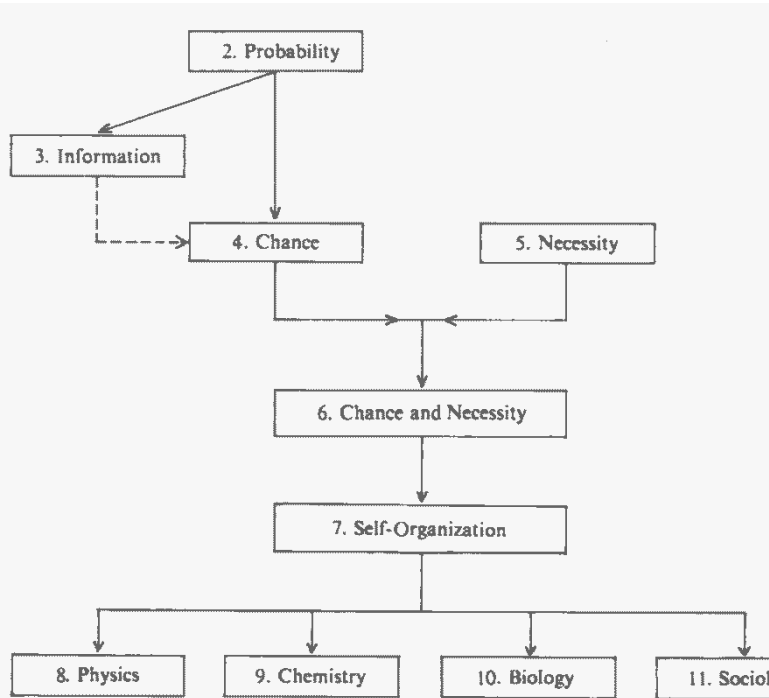 2. Probability
3. Information
4. Chance
5. Necessity
6. Chance and Necessity
7. Self-Organization
8. Physics
9. Chemistry
10. Biology
11. Sociol